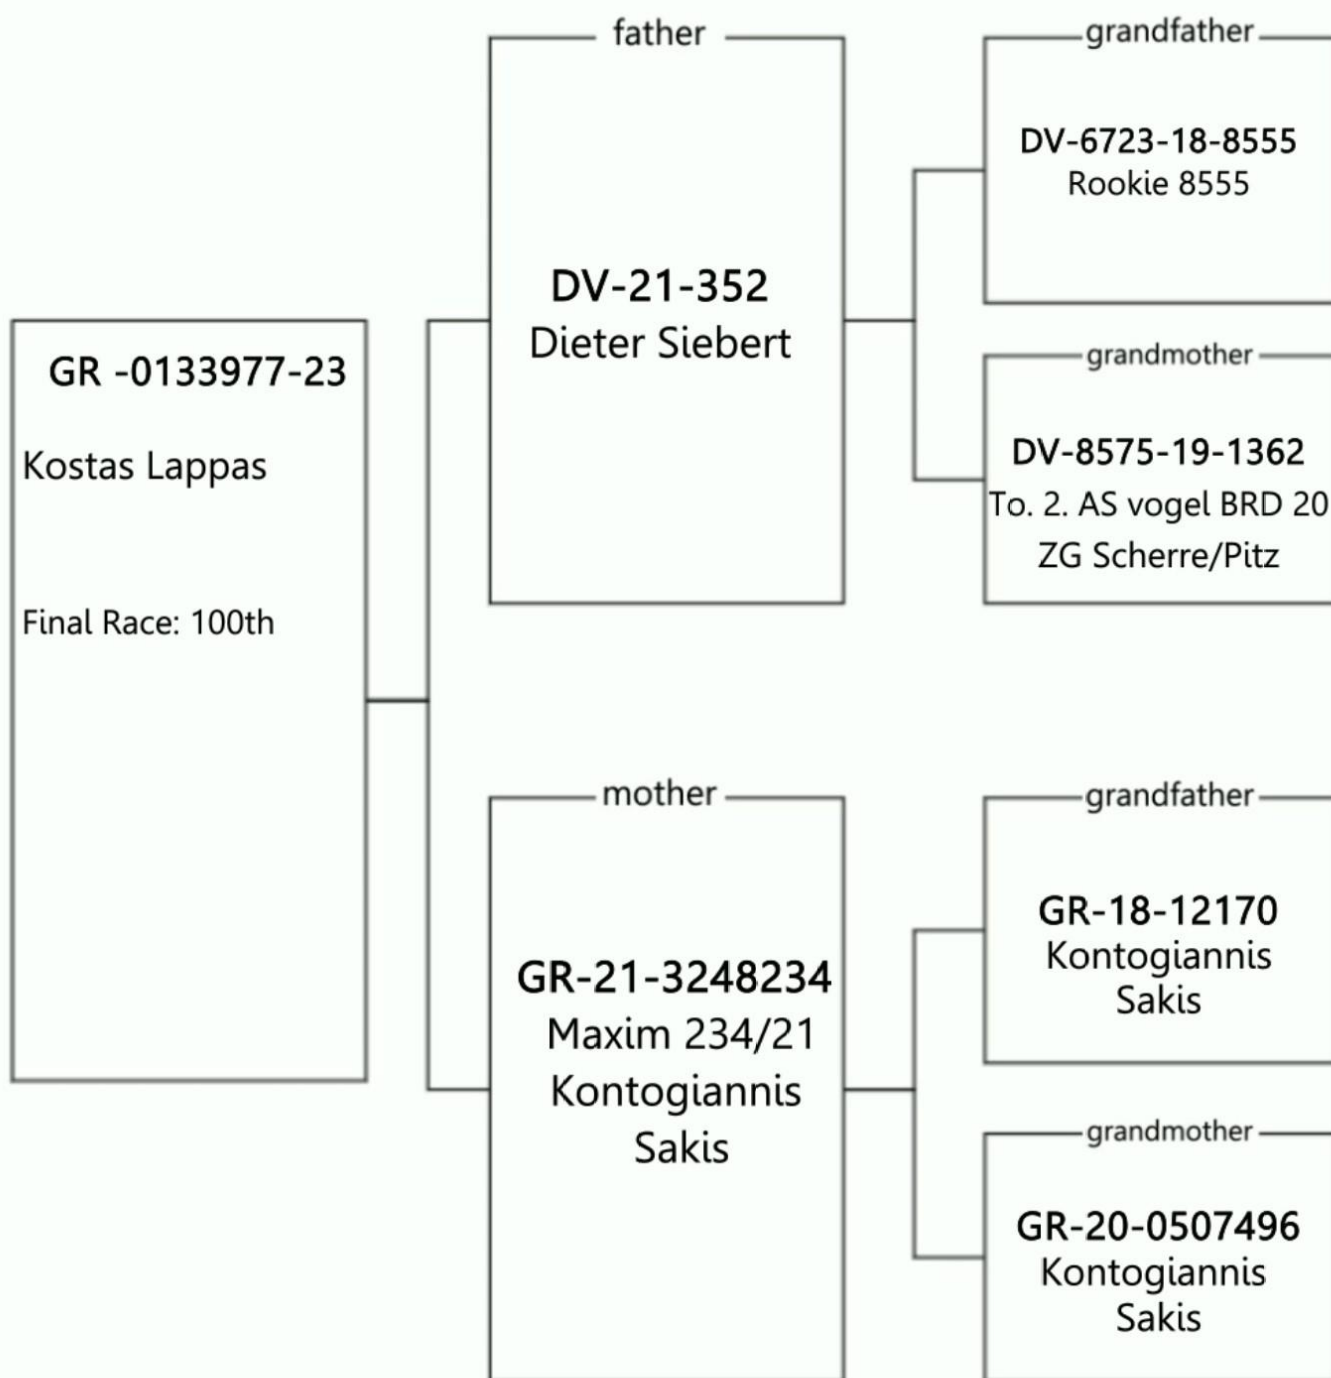 GR -0133977-23
Kostas Lappas
Final Race: 100th
father
DV-21-352
Dieter Siebert
grandfather
DV-6723-18-8555
Rookie 8555
grandmother
DV-8575-19-1362
To. 2. AS vogel BRD 20
ZG Scherre/Pitz
mother
GR-21-3248234
Maxim 234/21
Kontogiannis
Sakis
grandfather
GR-18-12170
Kontogiannis
Sakis
grandmother
GR-20-0507496
Kontogiannis
Sakis